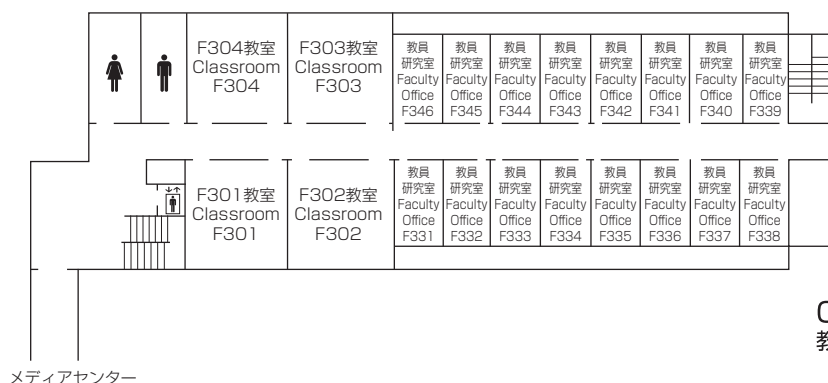 F304教室
Classroom
F304
F303教室
Classroom
F303
教員
研究室
Faculty
Office
F346
教員
研究室
Faculty
Office
F345
教員
研究室
Faculty
Office
F344
教員
研究室
Faculty
Office
F343
教員
研究室
Faculty
Office
F342
教員
研究室
Faculty
Office
F341
教員
研究室
Faculty
Office
F340
教員
研究室
Faculty
Office
F339
F301教室
Classroom
F301
F302教室
Classroom
F302
教員
研究室
Faculty
Office
F331
教員
研究室
Faculty
Office
F332
教員
研究室
Faculty
Office
F333
教員
研究室
Faculty
Office
F334
教員
研究室
Faculty
Office
F335
教員
研究室
Faculty
Office
F336
教員
研究室
Faculty
Office
F337
教員
研究室
Faculty
Office
F338
メディアセンター